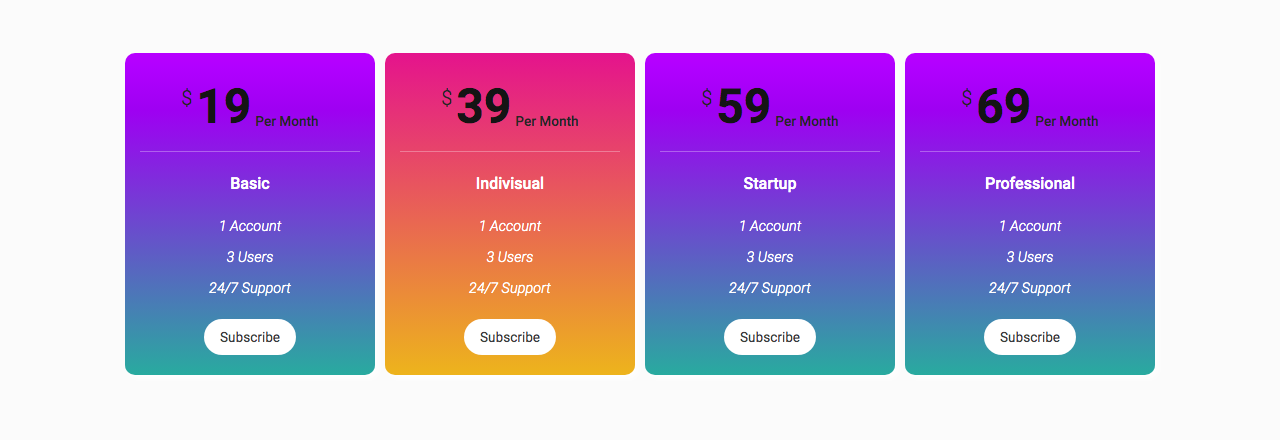 $ 19 Per Month
Basic
1 Account
3 Users
24/7 Support
Subscribe
$ 39 Per Month
Indivisual
1 Account
3 Users
24/7 Support
Subscribe
$ 59 Per Month
Startup
1 Account
3 Users
24/7 Support
Subscribe
$ 69 Per Month
Professional
1 Account
3 Users
24/7 Support
Subscribe